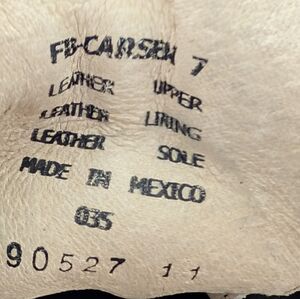 FB-CARSEN 7
LEATHER UPPER
LEATHER LINING
LEATHER SOLE
MADE IN MEXICO
035
90527 11